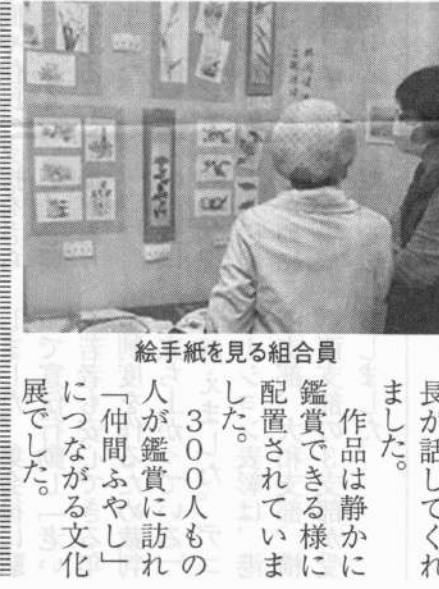 絵手紙を見る組合員
長が話してくれ
ました。
　作品は静かに
鑑賞できる様に
配置されていま
した。
　３００人もの
人が鑑賞に訪れ
「仲間ふやし」
につながる文化
展でした。